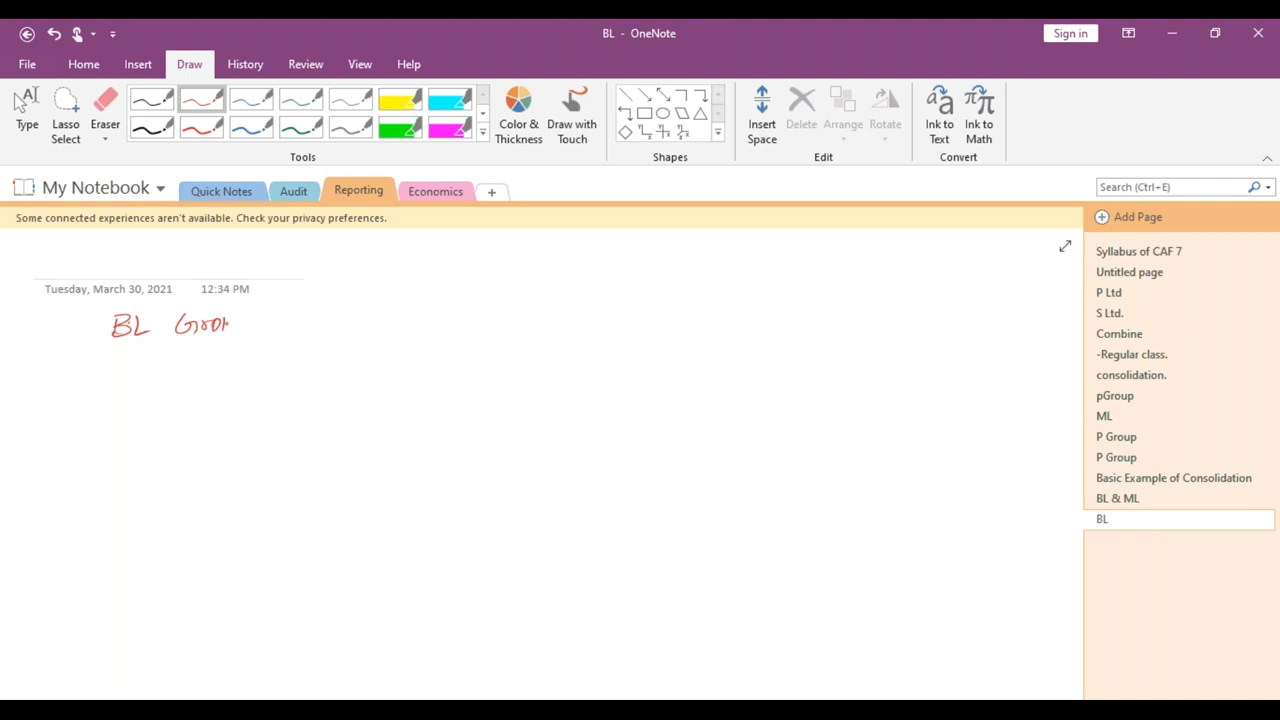 BL - OneNote
Sign in
File Home Insert Draw History Review View Help
Type
Lasso Select
Eraser
Color & Thickness
Draw with Touch
Insert Space
Delete
Arrange
Rotate
Ink to Text
Ink to Math
Tools Shapes Edit Convert
My Notebook Quick Notes Audit Reporting Economics
Search (Ctrl+E)
Some connected experiences aren't available. Check your privacy preferences.
Add Page
Tuesday, March 30, 2021 12:34 PM
BL
Syllabus of CAF 7
Untitled page
P Ltd
S Ltd.
Combine
-Regular class.
consolidation.
pGroup
ML
P Group
P Group
Basic Example of Consolidation
BL & ML
BL